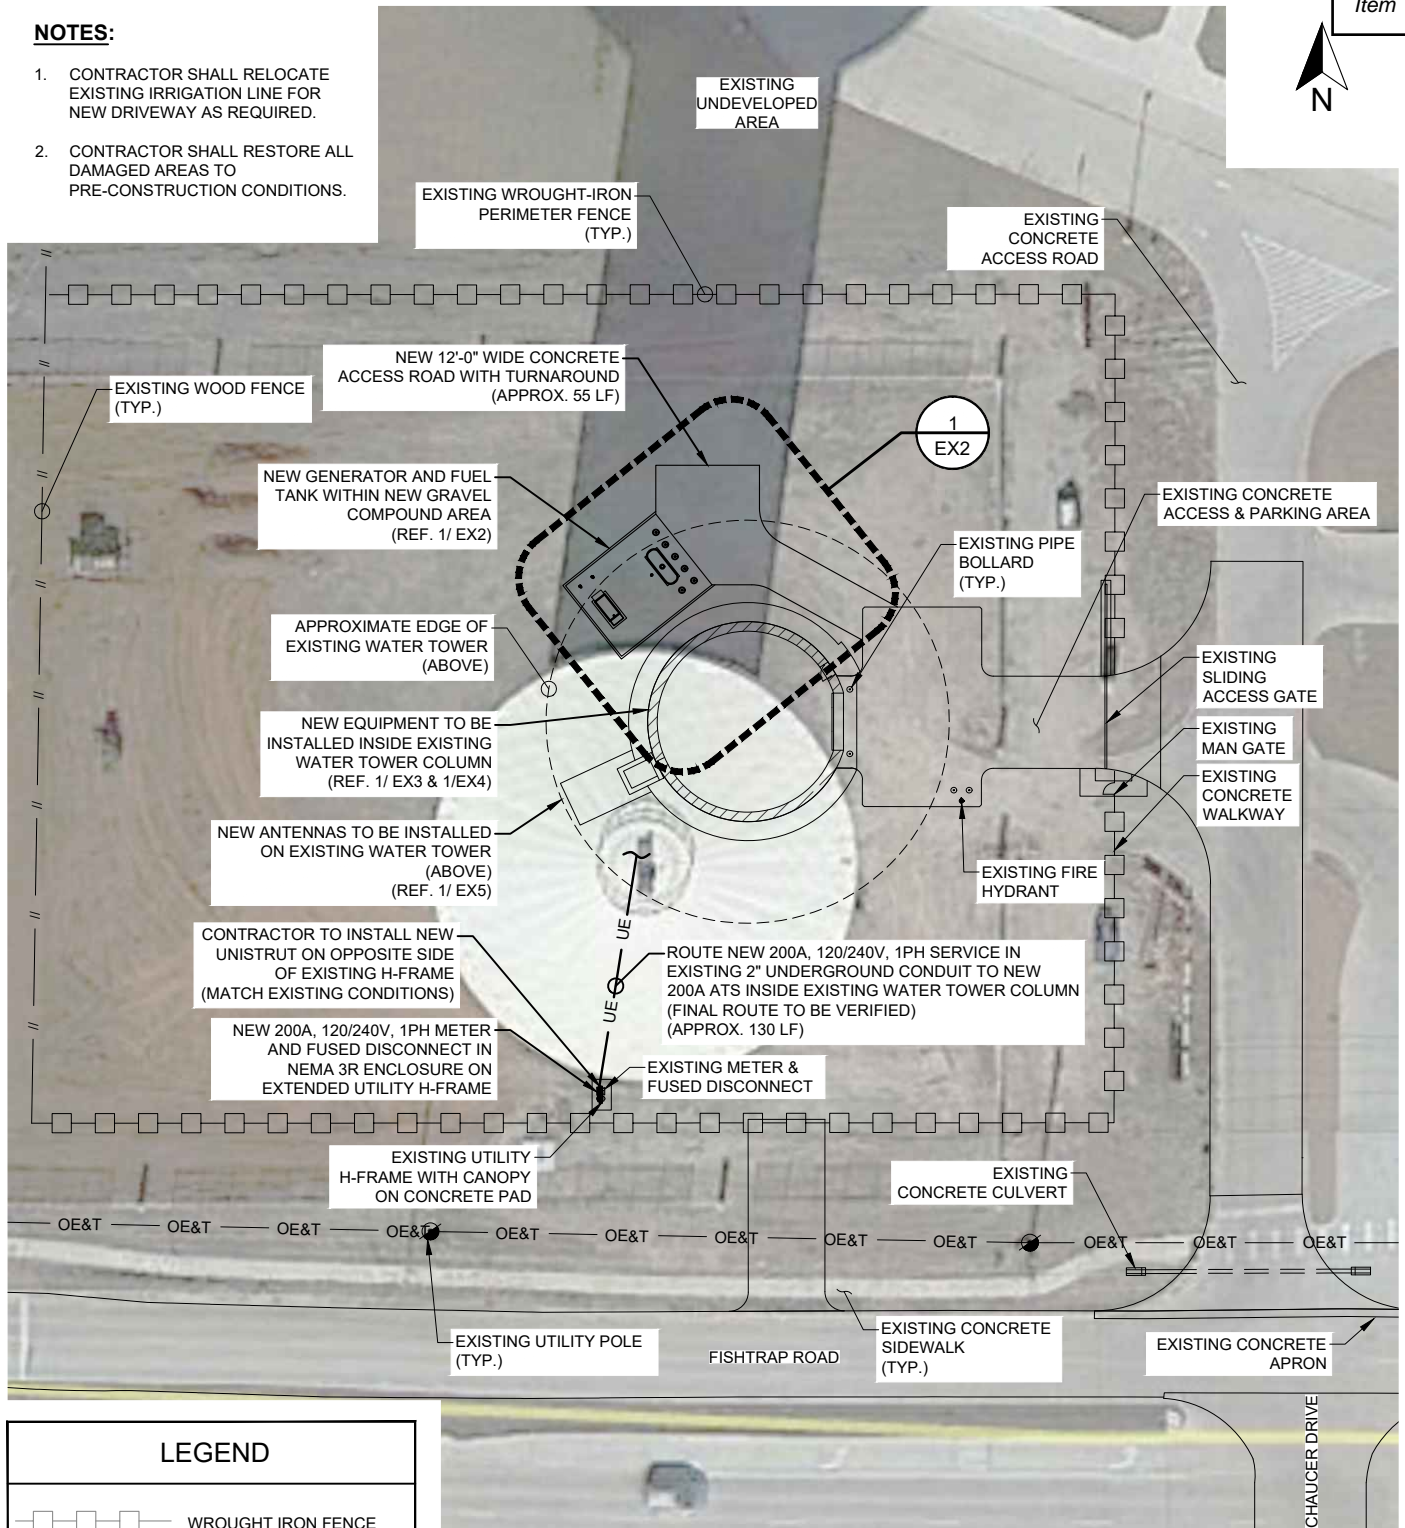 NOTES:
1. CONTRACTOR SHALL RELOCATE
EXISTING IRRIGATION LINE FOR
NEW DRIVEWAY AS REQUIRED.
2. CONTRACTOR SHALL RESTORE ALL
DAMAGED AREAS TO
PRE-CONSTRUCTION CONDITIONS.
Item
N
EXISTING
UNDEVELOPED
AREA
EXISTING WROUGHT-IRON
PERIMETER FENCE
(TYP.)
EXISTING
CONCRETE
ACCESS ROAD
NEW 12'-0" WIDE CONCRETE
ACCESS ROAD WITH TURNAROUND
(APPROX. 55 LF)
EXISTING WOOD FENCE
(TYP.)
1
EX2
NEW GENERATOR AND FUEL
TANK WITHIN NEW GRAVEL
COMPOUND AREA
(REF. 1/ EX2)
EXISTING CONCRETE
ACCESS & PARKING AREA
EXISTING PIPE
BOLLARD
(TYP.)
APPROXIMATE EDGE OF
EXISTING WATER TOWER
(ABOVE)
EXISTING
SLIDING
ACCESS GATE
NEW EQUIPMENT TO BE
INSTALLED INSIDE EXISTING
WATER TOWER COLUMN
(REF. 1/ EX3 & 1/EX4)
EXISTING
MAN GATE
EXISTING
CONCRETE
WALKWAY
NEW ANTENNAS TO BE INSTALLED
ON EXISTING WATER TOWER
(ABOVE)
(REF. 1/ EX5)
EXISTING FIRE
HYDRANT
CONTRACTOR TO INSTALL NEW
UNISTRUT ON OPPOSITE SIDE
OF EXISTING H-FRAME
(MATCH EXISTING CONDITIONS)
UE
UE
ROUTE NEW 200A, 120/240V, 1PH SERVICE IN
EXISTING 2" UNDERGROUND CONDUIT TO NEW
200A ATS INSIDE EXISTING WATER TOWER COLUMN
(FINAL ROUTE TO BE VERIFIED)
(APPROX. 130 LF)
NEW 200A, 120/240V, 1PH METER
AND FUSED DISCONNECT IN
NEMA 3R ENCLOSURE ON
EXTENDED UTILITY H-FRAME
EXISTING METER &
FUSED DISCONNECT
EXISTING UTILITY
H-FRAME WITH CANOPY
ON CONCRETE PAD
EXISTING
CONCRETE CULVERT
OE&T OE&T OE&T OE&T OE&T OE&T OE&T OE&T OE&T OE&T OE&T OE&T
EXISTING UTILITY POLE
(TYP.)
FISHTRAP ROAD
EXISTING CONCRETE
SIDEWALK
(TYP.)
EXISTING CONCRETE
APRON
CHAUCER DRIVE
LEGEND
WROUGHT IRON FENCE